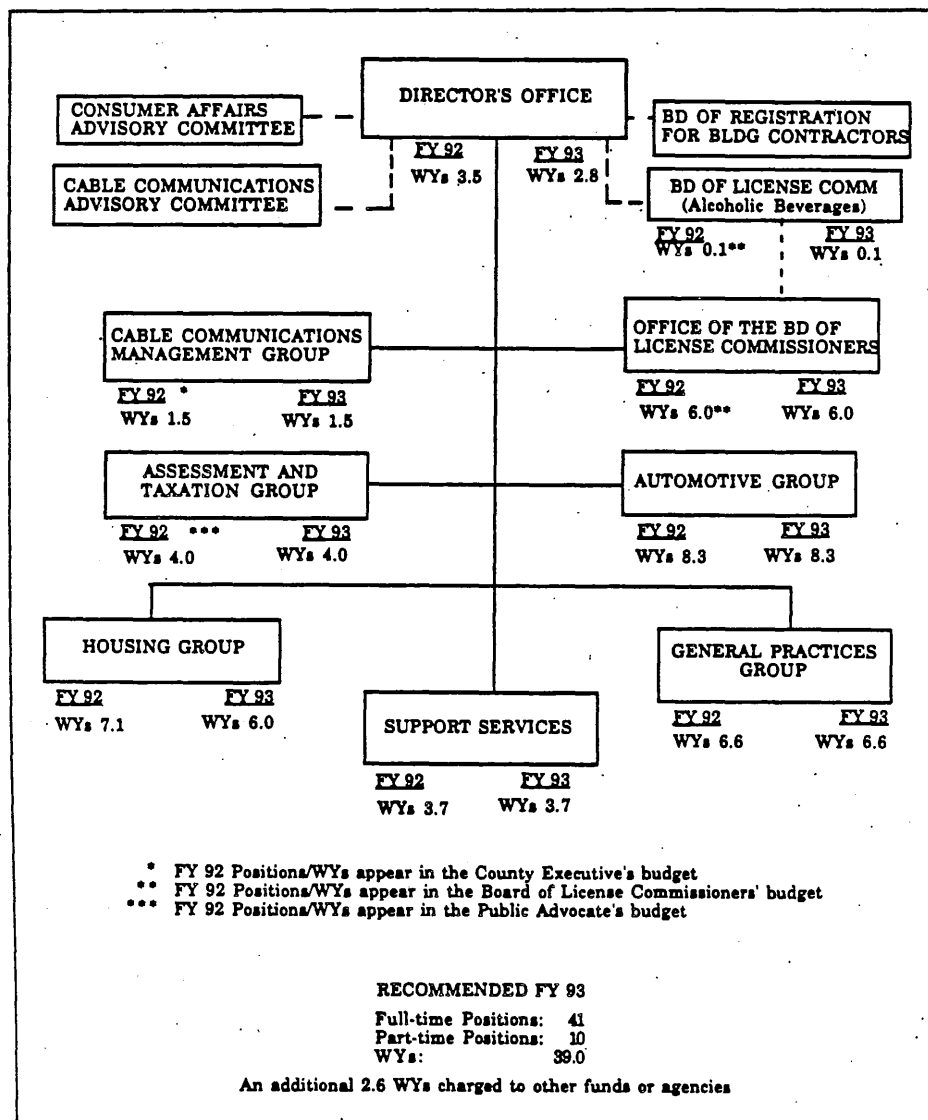 DIRECTOR'S OFFICE
CONSUMER AFFAIRS
ADVISORY COMMITTEE
BD OF REGISTRATION
FOR BLDG CONTRACTORS
FY 92 FY 93
WYs 3.5 WYs 2.8
CABLE COMMUNICATIONS
ADVISORY COMMITTEE
BD OF LICENSE COMM
(Alcoholic Beverages)
FY 92 FY 93
WYs 0.1** WYs 0.1
CABLE COMMUNICATIONS
MANAGEMENT GROUP
FY 92 * FY 93
WYs 1.5 WYs 1.5
OFFICE OF THE BD OF
LICENSE COMMISSIONERS
FY 92 FY 93
WYs 6.0** WYs 6.0
ASSESSMENT AND
TAXATION GROUP
FY 92 *** FY 93
WYs 4.0 WYs 4.0
AUTOMOTIVE GROUP
FY 92 FY 93
WYs 8.3 WYs 8.3
HOUSING GROUP
FY 92 FY 93
WYs 7.1 WYs 6.0
GENERAL PRACTICES
GROUP
FY 92 FY 93
WYs 6.6 WYs 6.6
SUPPORT SERVICES
FY 92 FY 93
WYs 3.7 WYs 3.7
* FY 92 Positions/WYs appear in the County Executive's budget
** FY 92 Positions/WYs appear in the Board of License Commissioners' budget
*** FY 92 Positions/WYs appear in the Public Advocate's budget
RECOMMENDED FY 93
Full-time Positions: 41
Part-time Positions: 10
WYs: 39.0
An additional 2.6 WYs charged to other funds or agencies